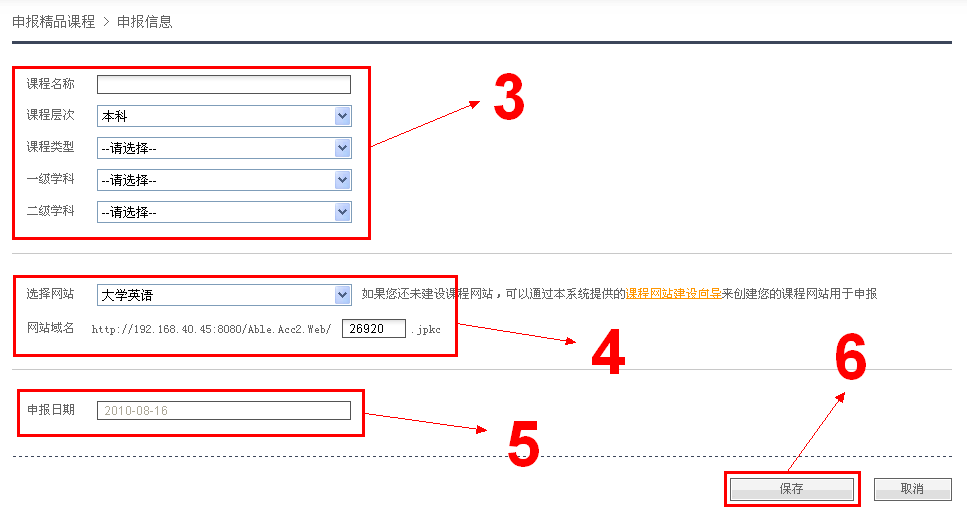 申报精品课程 > 申报信息
课程名称
3
课程层次 本科
课程类型 --请选择--
一级学科 --请选择--
二级学科 --请选择--
选择网站 大学英语 如果您还未建设课程网站，可以通过本系统提供的课程网站建设向导来创建您的课程网站用于申报
网站域名 http://192.168.40.45:8080/Able.Acc2.Web/ 26920 .jpkc
4
6
申报日期 2010-08-16
5
保存 取消